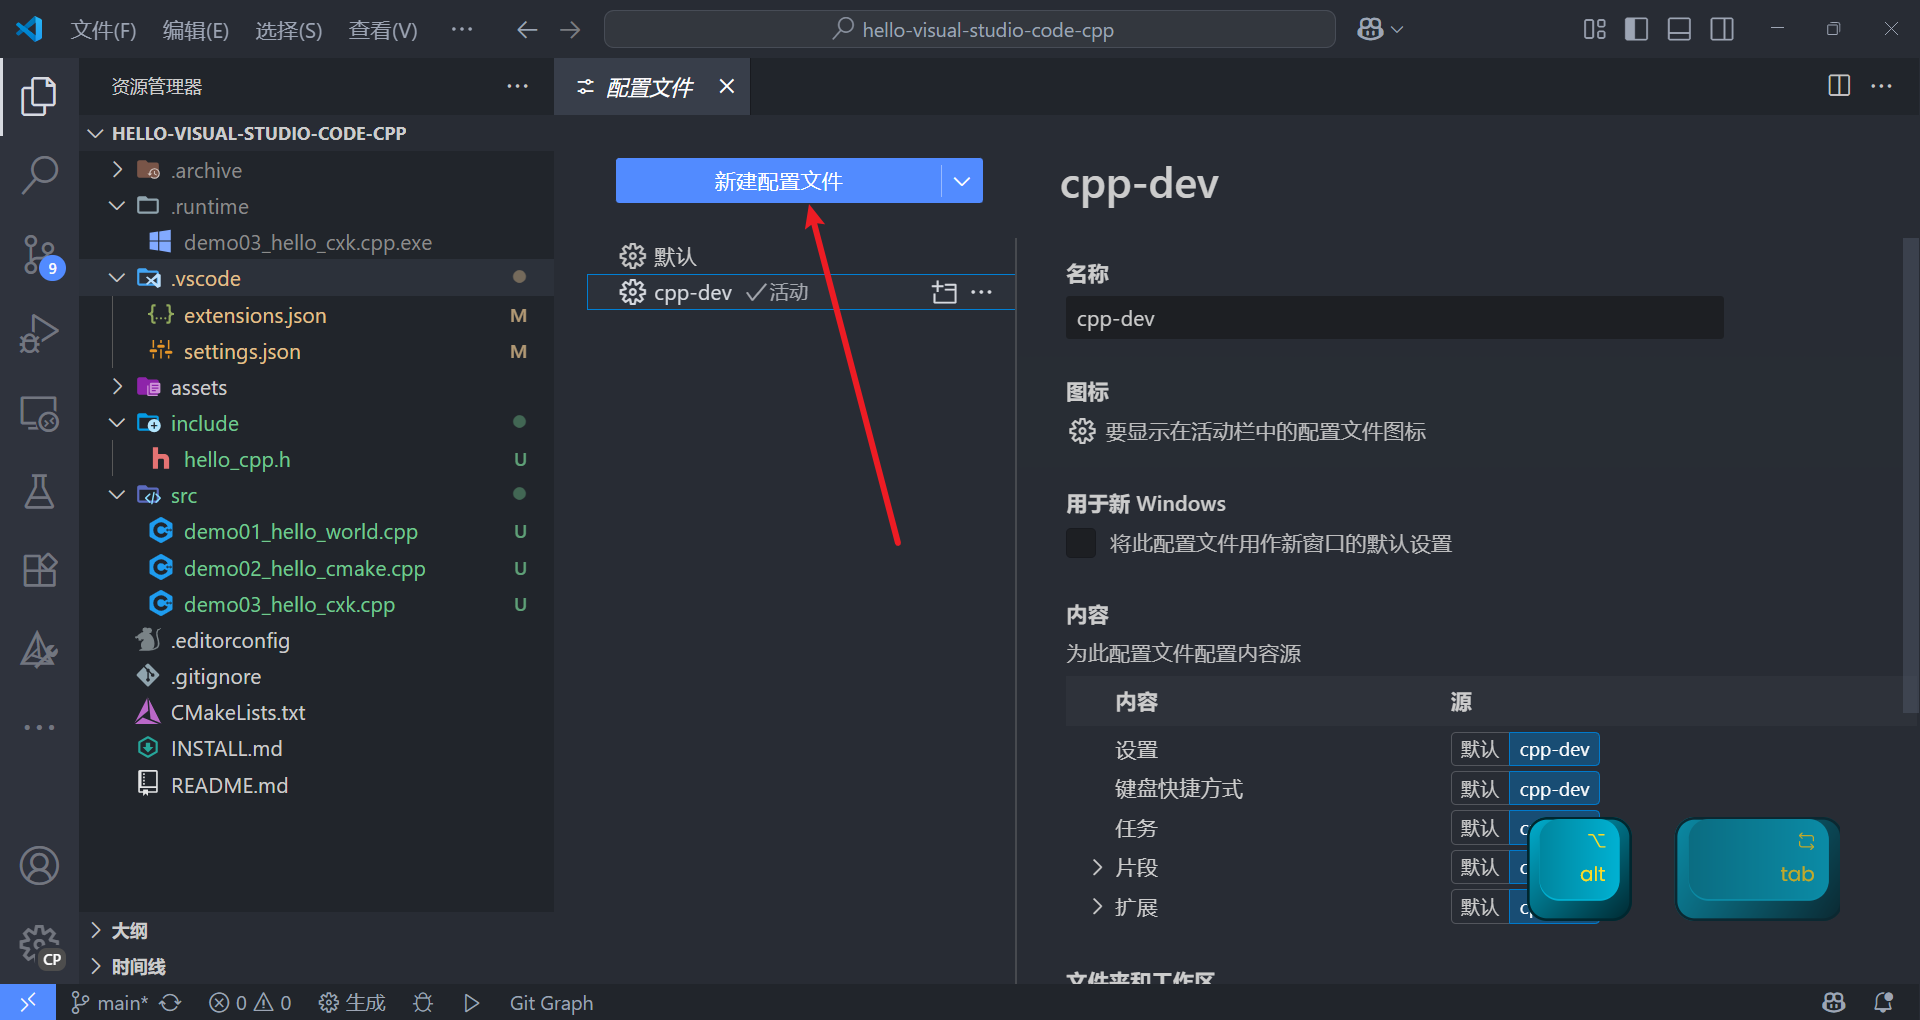 文件(F) 编辑(E) 选择(S) 查看(V) ··· hello-visual-studio-code-cpp
资源管理器
HELLO-VISUAL-STUDIO-CODE-CPP
.archive
.runtime
demo03_hello_cxk.cpp.exe
9
.vscode
extensions.json M
settings.json M
assets
include
hello_cpp.h U
src
demo01_hello_world.cpp U
demo02_hello_cmake.cpp U
demo03_hello_cxk.cpp U
.editorconfig
.gitignore
CMakeLists.txt
INSTALL.md
README.md
大纲
CP
时间线
配置文件
新建配置文件
默认
cpp-dev ✓活动
cpp-dev
名称
cpp-dev
图标
要显示在活动栏中的配置文件图标
用于新 Windows
将此配置文件用作新窗口的默认设置
内容
为此配置文件配置内容源
内容 源
设置 默认 cpp-dev
键盘快捷方式 默认 cpp-dev
任务 默认
片段 默认
扩展 默认
alt tab
文件夹和工作区
main* 0 0 生成 Git Graph